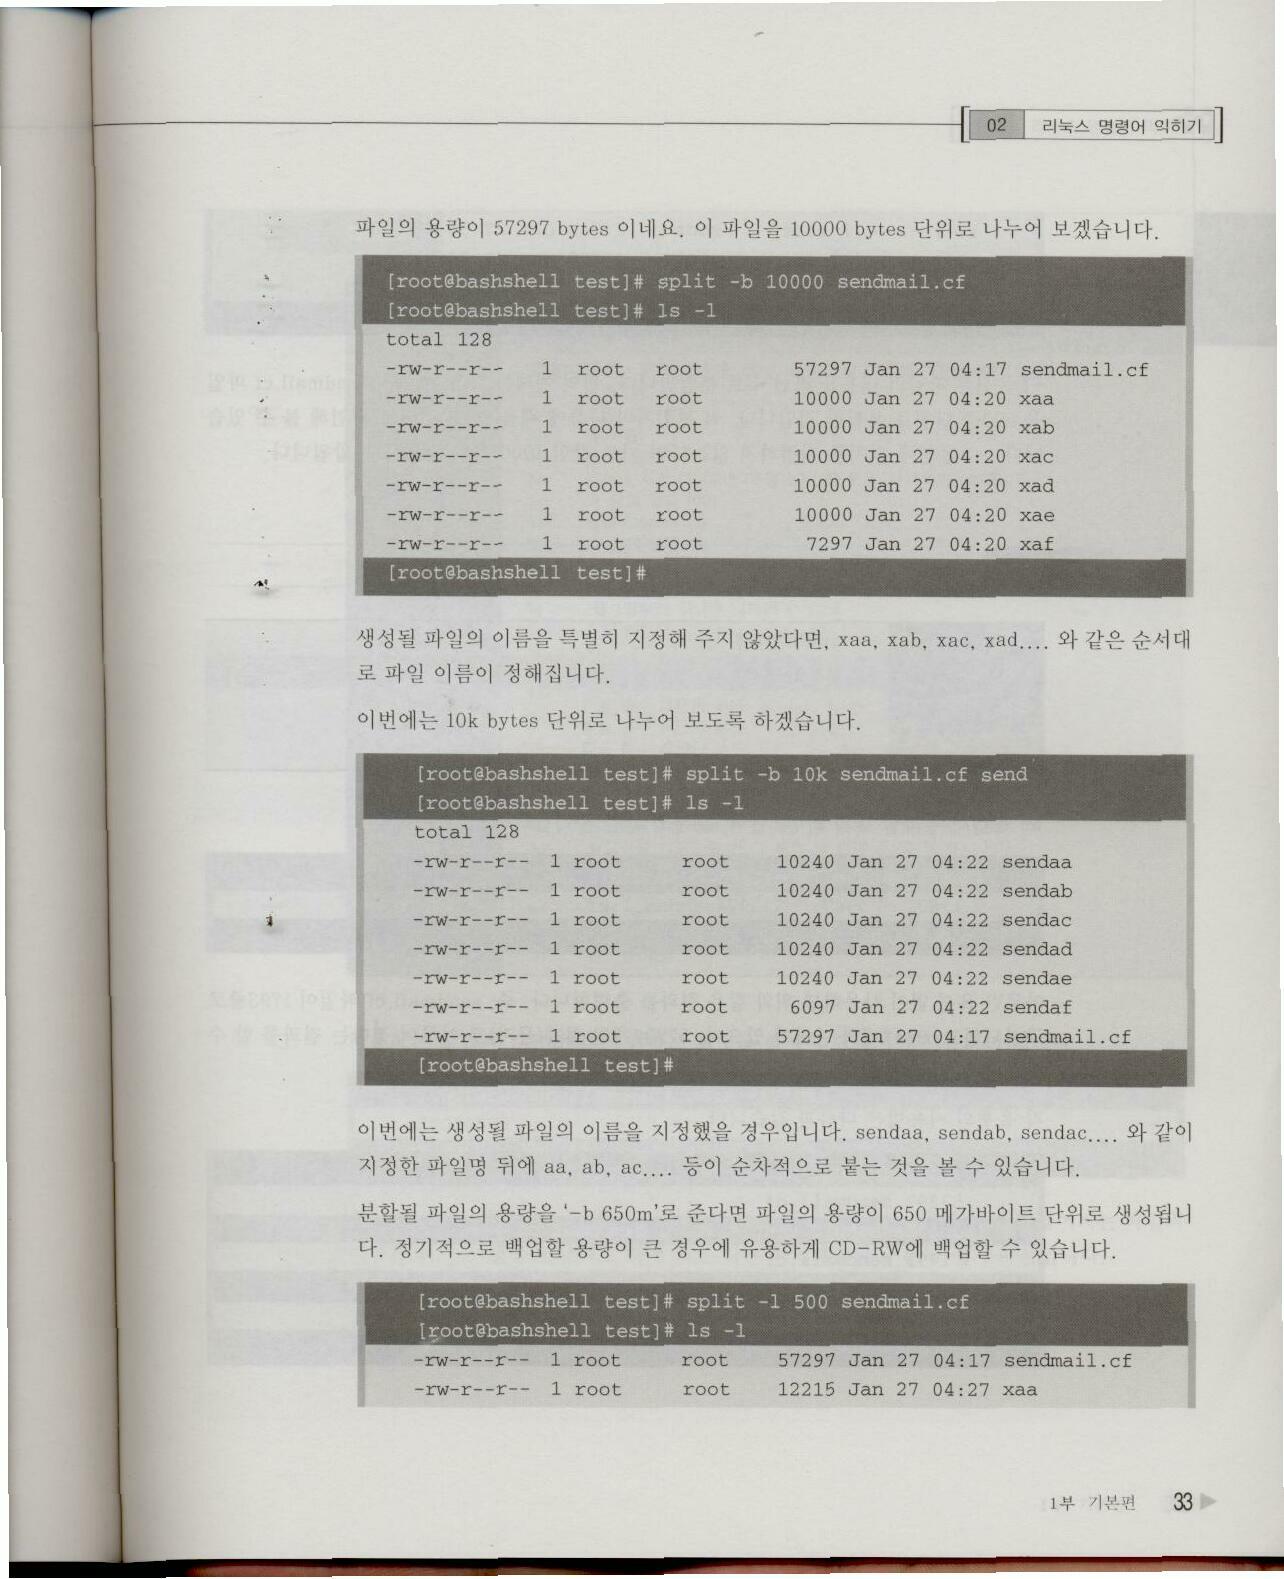 02 리눅스 명령어 익히기
파일의 용량이 57297 bytes 이네요. 이 파일을 10000 bytes 단위로 나누어 보겠습니다.
[root@bashshell test]# split -b 10000 sendmail.cf
[root@bashshell test]# ls -l
total 128
-rw-r--r-- 1 root root 57297 Jan 27 04:17 sendmail.cf
-rw-r--r-- 1 root root 10000 Jan 27 04:20 xaa
-rw-r--r-- 1 root root 10000 Jan 27 04:20 xab
-rw-r--r-- 1 root root 10000 Jan 27 04:20 xac
-rw-r--r-- 1 root root 10000 Jan 27 04:20 xad
-rw-r--r-- 1 root root 10000 Jan 27 04:20 xae
-rw-r--r-- 1 root root 7297 Jan 27 04:20 xaf
[root@bashshell test]#
생성될 파일의 이름을 특별히 지정해 주지 않았다면, xaa, xab, xac, xad.... 와 같은 순서대
로 파일 이름이 정해집니다.
이번에는 10k bytes 단위로 나누어 보도록 하겠습니다.
[root@bashshell test]# split -b 10k sendmail.cf send
[root@bashshell test]# ls -l
total 128
-rw-r--r-- 1 root root 10240 Jan 27 04:22 sendaa
-rw-r--r-- 1 root root 10240 Jan 27 04:22 sendab
-rw-r--r-- 1 root root 10240 Jan 27 04:22 sendac
-rw-r--r-- 1 root root 10240 Jan 27 04:22 sendad
-rw-r--r-- 1 root root 10240 Jan 27 04:22 sendae
-rw-r--r-- 1 root root 6097 Jan 27 04:22 sendaf
-rw-r--r-- 1 root root 57297 Jan 27 04:17 sendmail.cf
[root@bashshell test]#
이번에는 생성될 파일의 이름을 지정했을 경우입니다. sendaa, sendab, sendac.... 와 같이
지정한 파일명 뒤에 aa, ab, ac.... 등이 순차적으로 붙는 것을 볼 수 있습니다.
분할될 파일의 용량을 '-b 650m'로 준다면 파일의 용량이 650 메가바이트 단위로 생성됩니
다. 정기적으로 백업할 용량이 큰 경우에 유용하게 CD-RW에 백업할 수 있습니다.
[root@bashshell test]# split -l 500 sendmail.cf
[root@bashshell test]# ls -l
-rw-r--r-- 1 root root 57297 Jan 27 04:17 sendmail.cf
-rw-r--r-- 1 root root 12215 Jan 27 04:27 xaa
1부 기본편 33